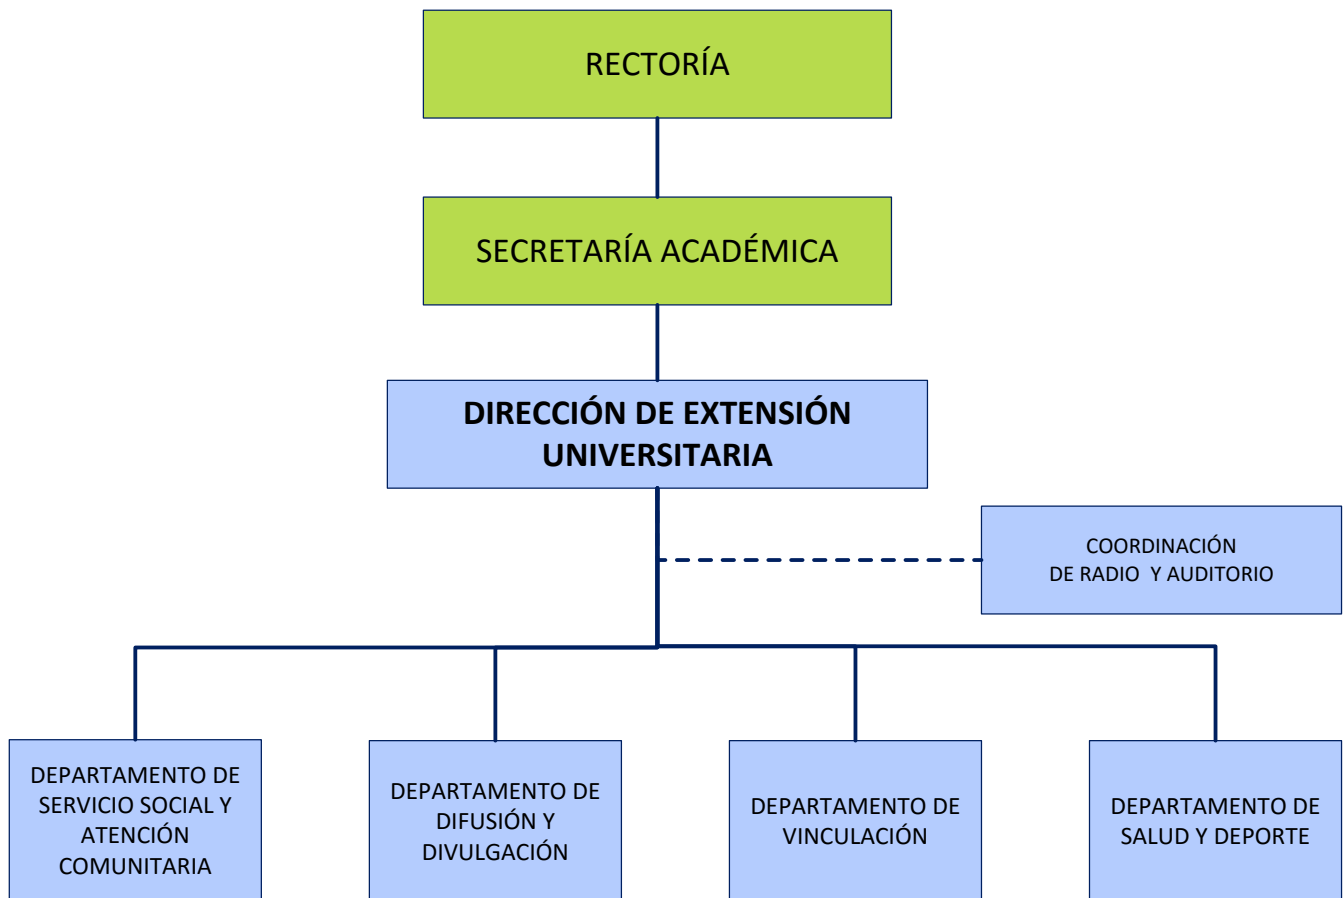 RECTORÍA
SECRETARÍA ACADÉMICA
DIRECCIÓN DE EXTENSIÓN
UNIVERSITARIA
COORDINACIÓN
DE RADIO  Y AUDITORIO
DEPARTAMENTO DE
SERVICIO SOCIAL Y
ATENCIÓN
COMUNITARIA
DEPARTAMENTO DE
DIFUSIÓN Y
DIVULGACIÓN
DEPARTAMENTO DE
VINCULACIÓN
DEPARTAMENTO DE
SALUD Y DEPORTE